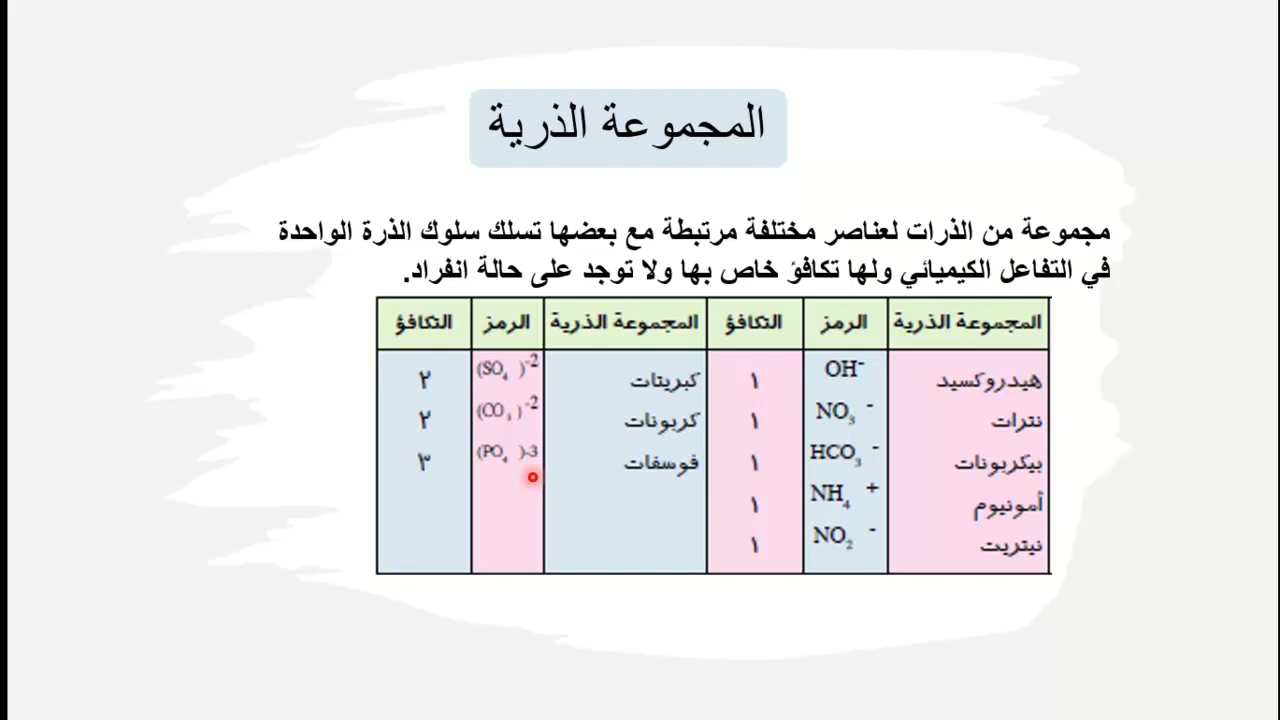 المجموعة الذرية
مجموعة من الذرات لعناصر مختلفة مرتبطة مع بعضها تسلك سلوك الذرة الواحدة
في التفاعل الكيميائي ولها تكافؤ خاص بها ولا توجد على حالة انفراد.
المجموعة الذرية الرمز التكافؤ المجموعة الذرية الرمز التكافؤ
هيدروكسيد OH⁻ ١ كبريتات (SO₄)⁻² ٢
نترات NO₃⁻ ١ كربونات (CO₃)⁻² ٢
بيكربونات HCO₃⁻ ١ فوسفات (PO₄)-3 ٣
أمونيوم NH₄⁺ ١
نيتريت NO₂⁻ ١